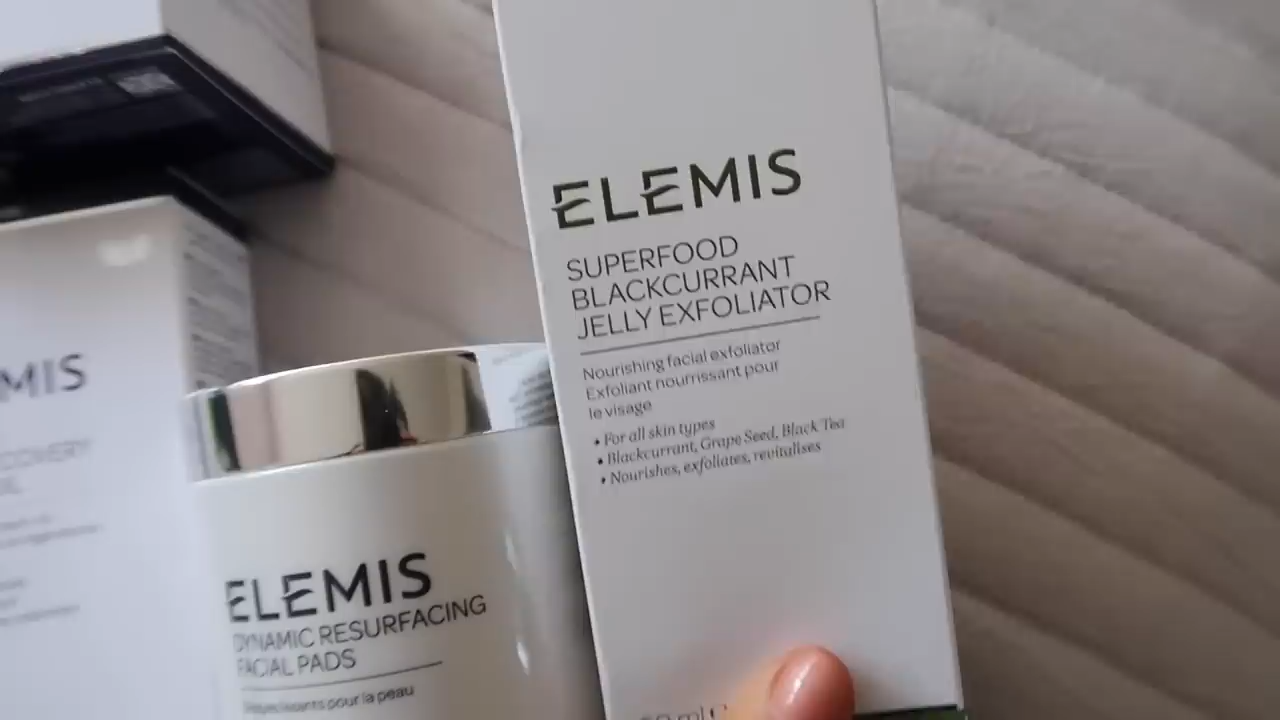 ELEMIS
SUPERFOOD
BLACKCURRANT
JELLY EXFOLIATOR
Nourishing facial exfoliator
Exfoliant nourrissant pour
le visage
• For all skin types
• Blackcurrant, Grape Seed, Black Tea
• Nourishes, exfoliates, revitalises
ELEMIS
DYNAMIC RESURFACING
FACIAL PADS
pour la peau
MIS
COVERY